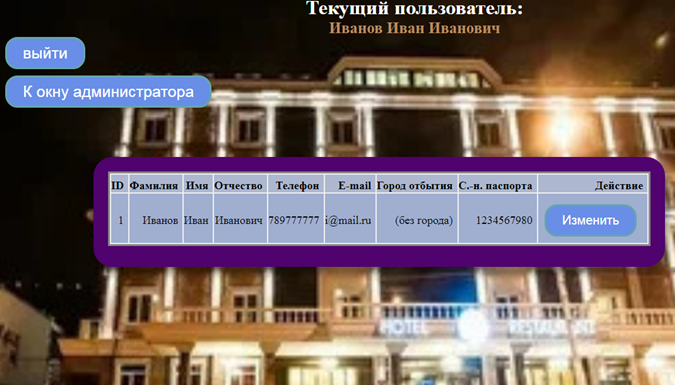 Текущий пользователь:
Иванов Иван Иванович
выйти
К окну администратора
ID Фамилия Имя Отчество Телефон E-mail Город отбытия С.-н. паспорта Действие
1 Иванов Иван Иванович 789777777 i@mail.ru (без города) 1234567980 Изменить
HOTEL RESTAURANT